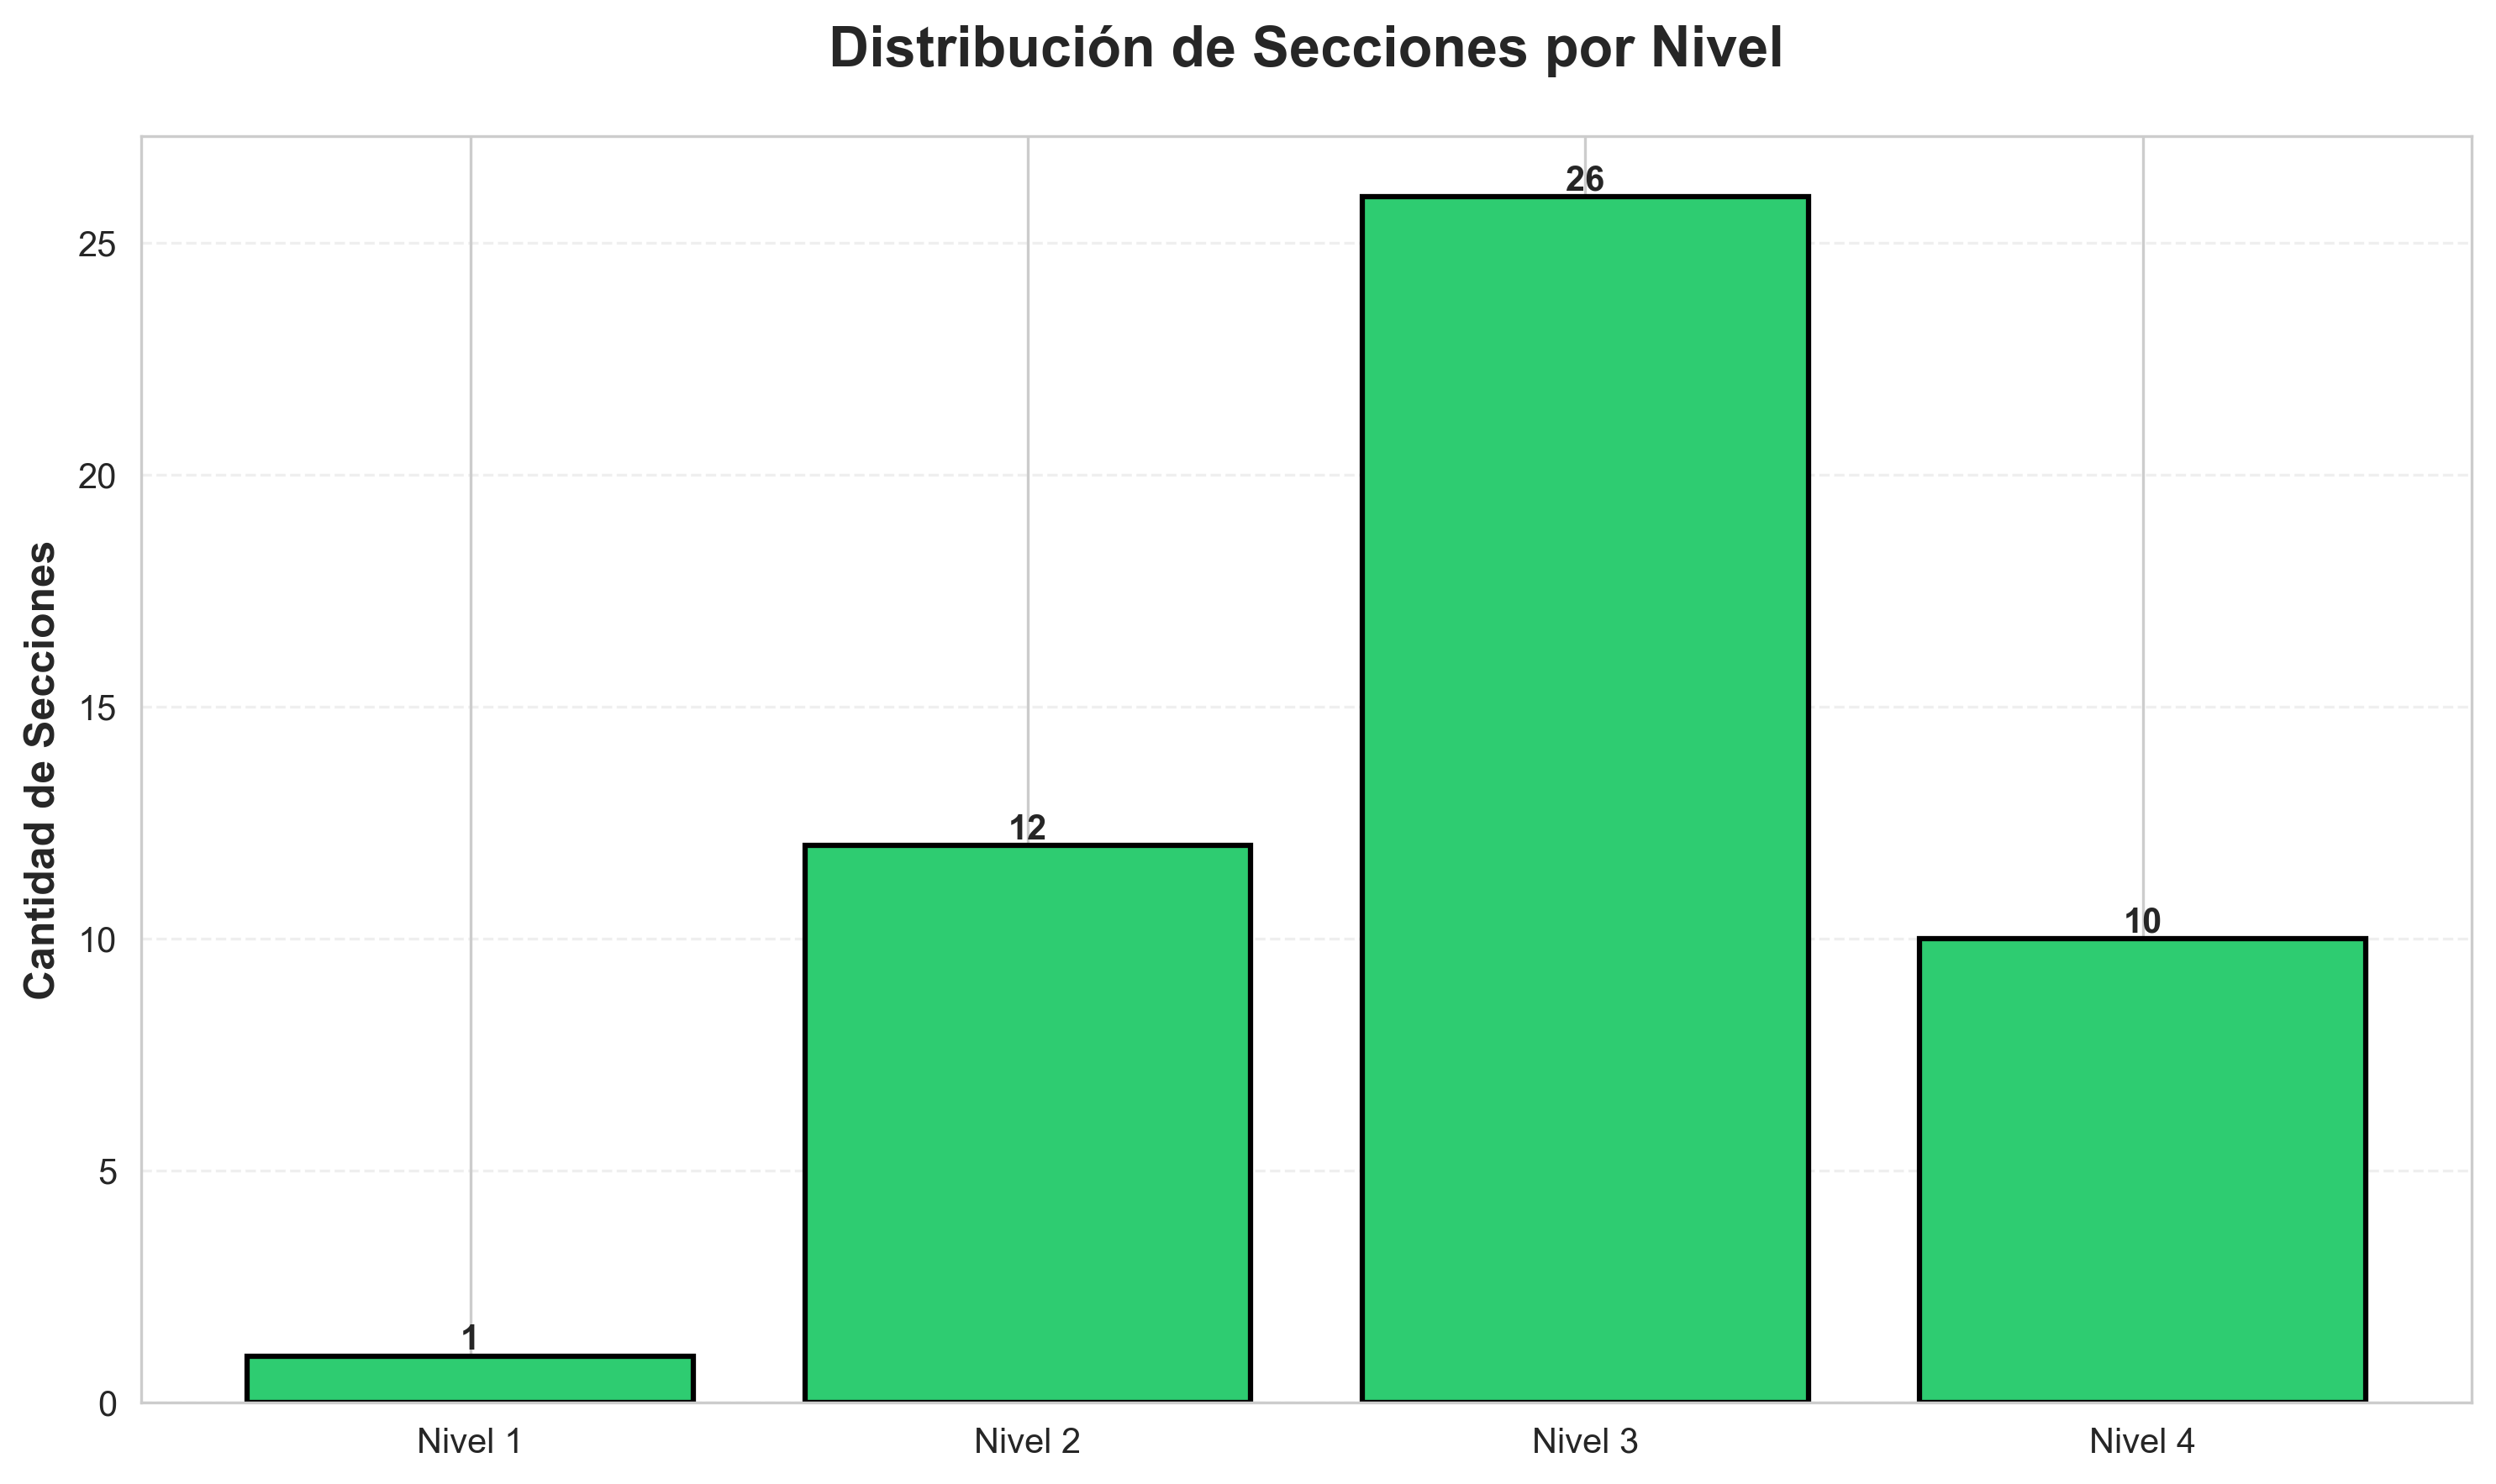 Distribución de Secciones por Nivel
Cantidad de Secciones
25
20
15
10
5
0
1
12
26
10
Nivel 1
Nivel 2
Nivel 3
Nivel 4